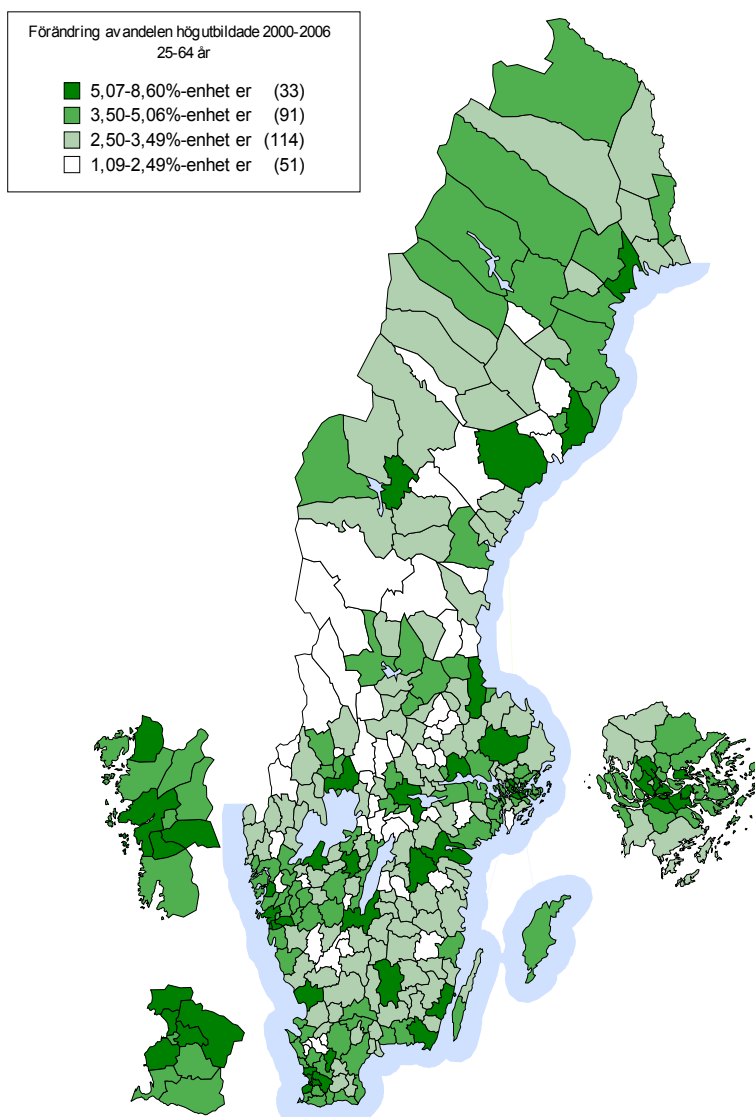 Förändring av andelen högutbildade 2000-2006
25-64 år
5,07-8,60%-enhet er (33)
3,50-5,06%-enhet er (91)
2,50-3,49%-enhet er (114)
1,09-2,49%-enhet er (51)